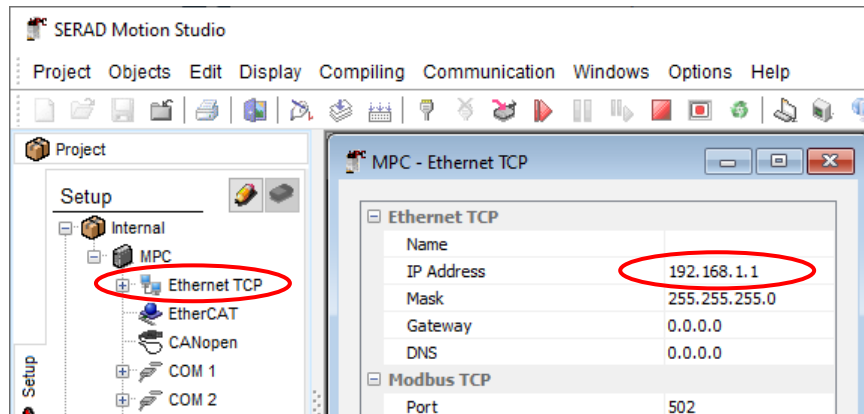 SERAD Motion Studio
Project Objects Edit Display Compiling Communication Windows Options Help
Project
Setup
Internal
MPC
Ethernet TCP
EtherCAT
CANopen
COM 1
COM 2
Setup
MPC - Ethernet TCP
Ethernet TCP
Name
IP Address 192.168.1.1
Mask 255.255.255.0
Gateway 0.0.0.0
DNS 0.0.0.0
Modbus TCP
Port 502